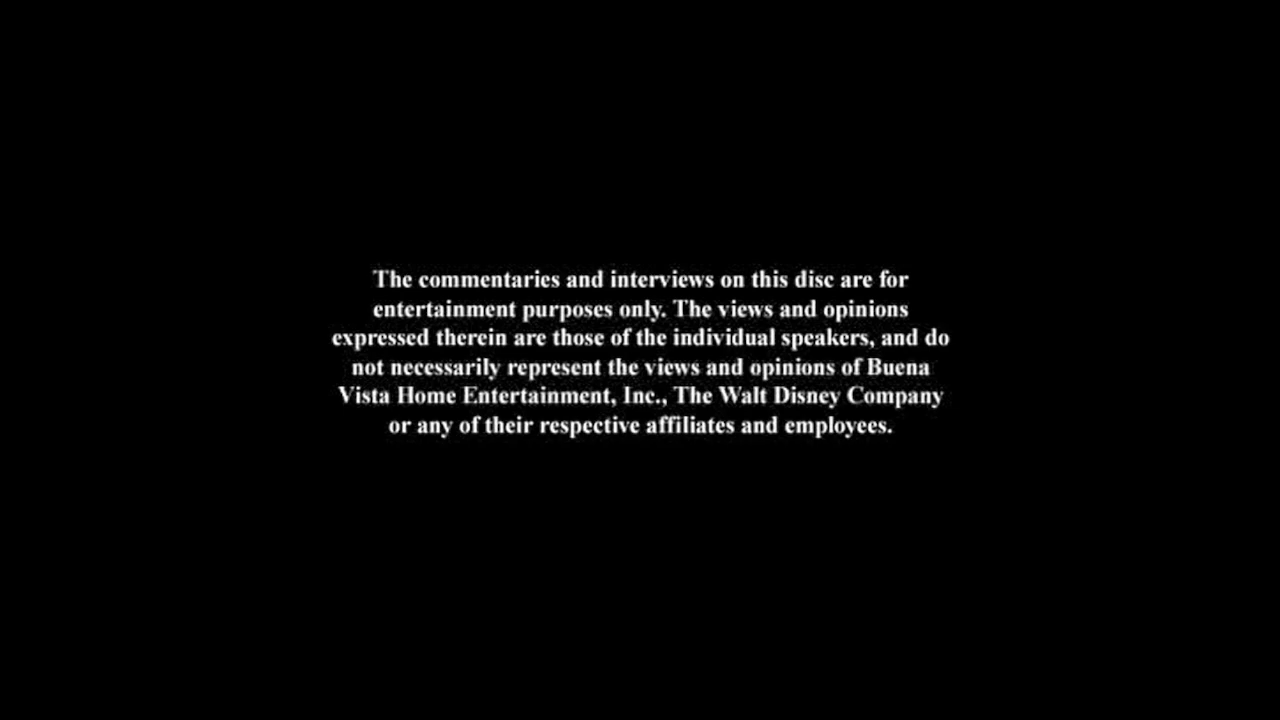 The commentaries and interviews on this disc are for
entertainment purposes only. The views and opinions
expressed therein are those of the individual speakers, and do
not necessarily represent the views and opinions of Buena
Vista Home Entertainment, Inc., The Walt Disney Company
or any of their respective affiliates and employees.